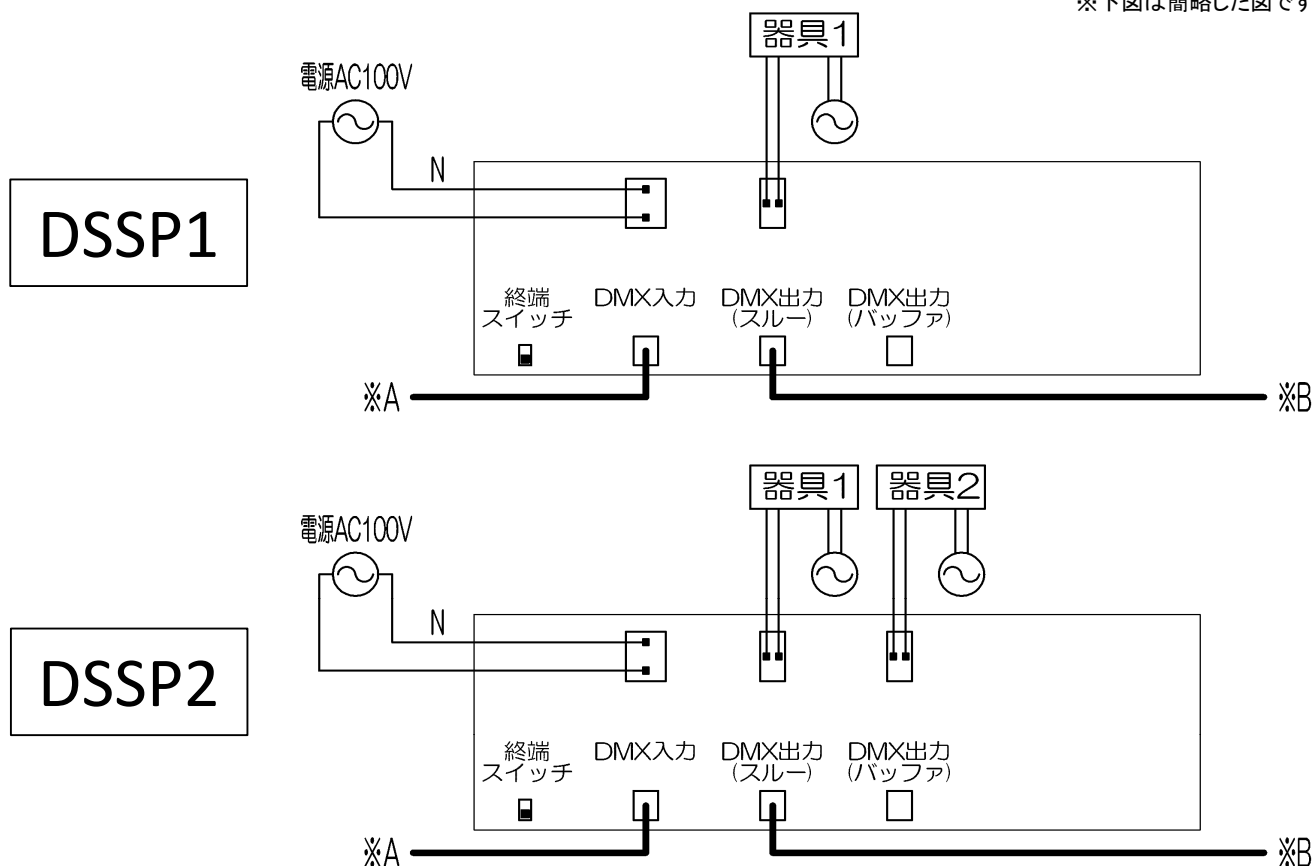 ※下図は簡略した図です
器具1
電源AC100V
N
DSSP1
終端
スイッチ
DMX入力
DMX出力
(スルー)
DMX出力
(バッファ)
※A
※B
器具1
器具2
電源AC100V
N
DSSP2
終端
スイッチ
DMX入力
DMX出力
(スルー)
DMX出力
(バッファ)
※A
※B